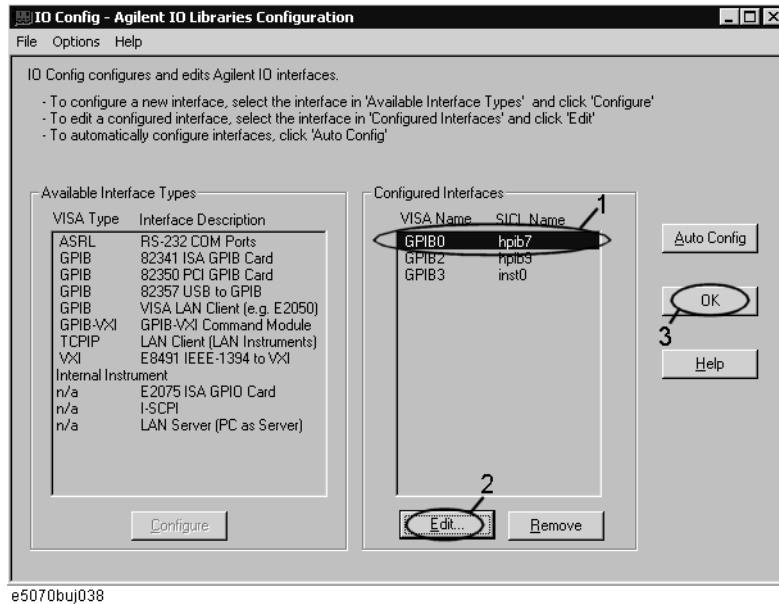 IO Config - Agilent IO Libraries Configuration
File Options Help
IO Config configures and edits Agilent IO interfaces.
- To configure a new interface, select the interface in 'Available Interface Types' and click 'Configure'
- To edit a configured interface, select the interface in 'Configured Interfaces' and click 'Edit'
- To automatically configure interfaces, click 'Auto Config'
Available Interface Types
VISA Type Interface Description
ASRL RS-232 COM Ports
GPIB 82341 ISA GPIB Card
GPIB 82350 PCI GPIB Card
GPIB 82357 USB to GPIB
GPIB VISA LAN Client (e.g. E2050)
GPIB-VXI GPIB-VXI Command Module
TCPIP LAN Client (LAN Instruments)
VXI E8491 IEEE-1394 to VXI
Internal Instrument
n/a E2075 ISA GPIO Card
n/a I-SCPI
n/a LAN Server (PC as Server)
Configure
Configured Interfaces
1
VISA Name SICL Name
GPIB0 hpib7
GPIB2 hpib9
GPIB3 inst0
2
Edit... Remove
Auto Config
OK
3
Help
e5070buj038